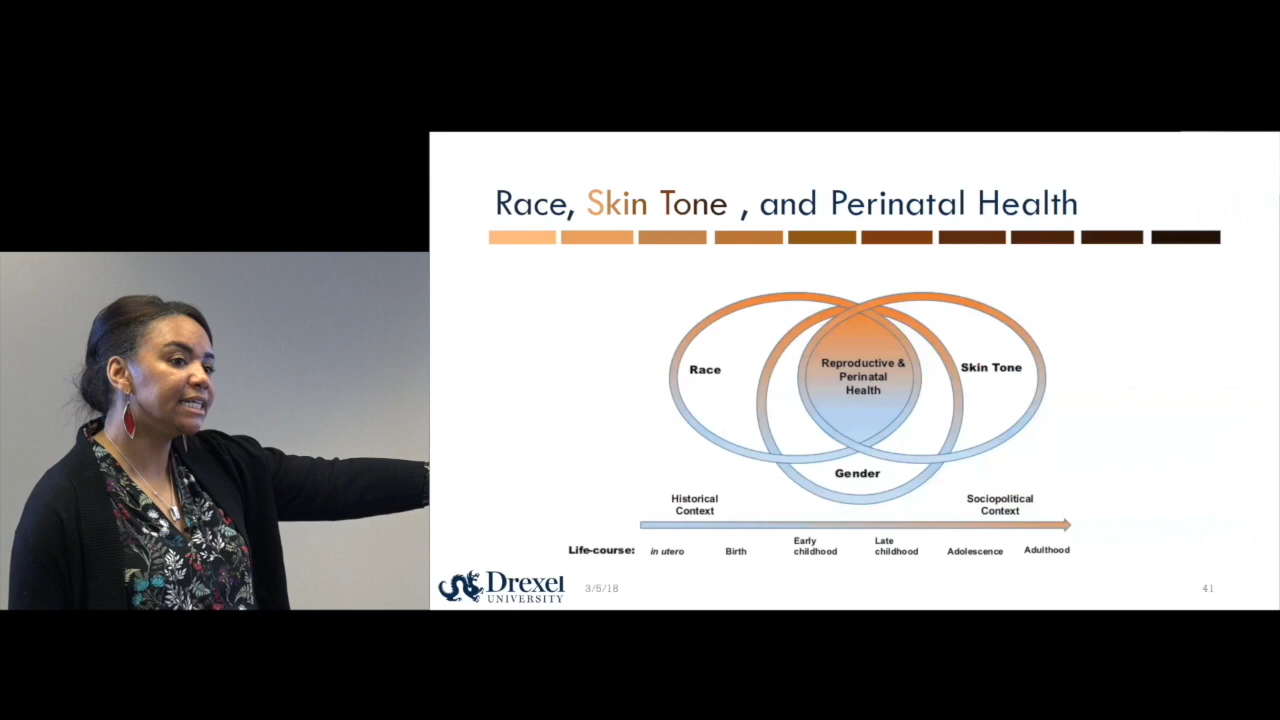 Race, Skin Tone , and Perinatal Health
Race
Reproductive &
Perinatal
Health
Skin Tone
Gender
Historical
Context
Sociopolitical
Context
Life-course:
in utero
Birth
Early
childhood
Late
childhood
Adolescence
Adulthood
Drexel
UNIVERSITY
3/5/18
41